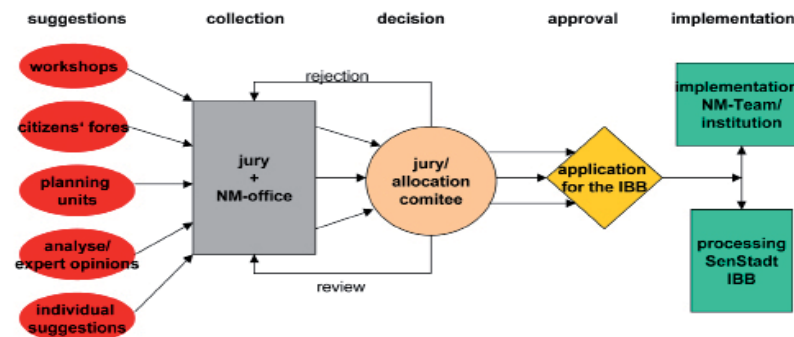 suggestions
collection
decision
approval
implementation
workshops
citizens' fores
planning
units
analyse/
expert opinions
individual
suggestions
jury
+
NM-office
rejection
review
jury/
allocation
comitee
application
for the IBB
implementation
NM-Team/
institution
processing
SenStadt
IBB